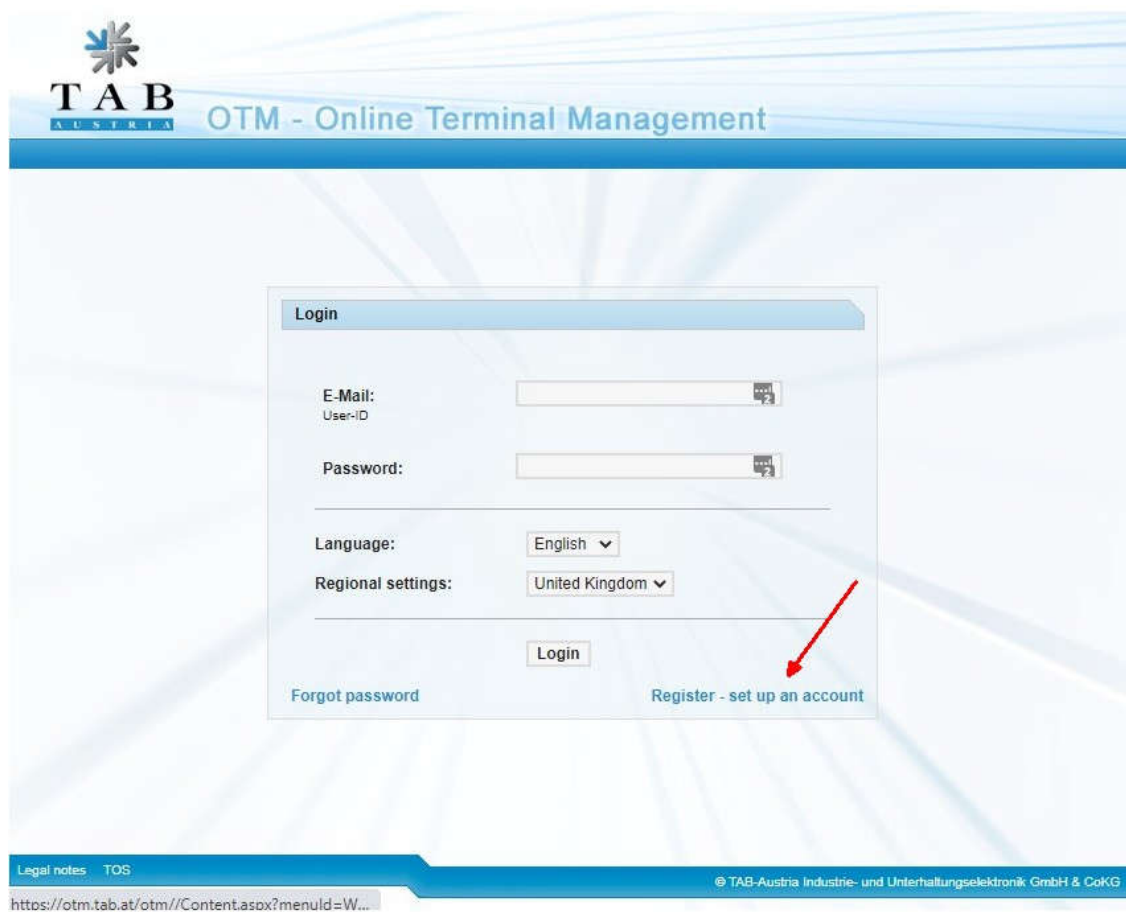 TAB
AUSTRIA
OTM - Online Terminal Management
Login
E-Mail:
User-ID
Password:
Language: English
Regional settings: United Kingdom
Login
Forgot password Register - set up an account
Legal notes TOS
© TAB-Austria Industrie- und Unterhaltungselektronik GmbH & CoKG
https://otm.tab.at/otm//Content.aspx?menuId=W...